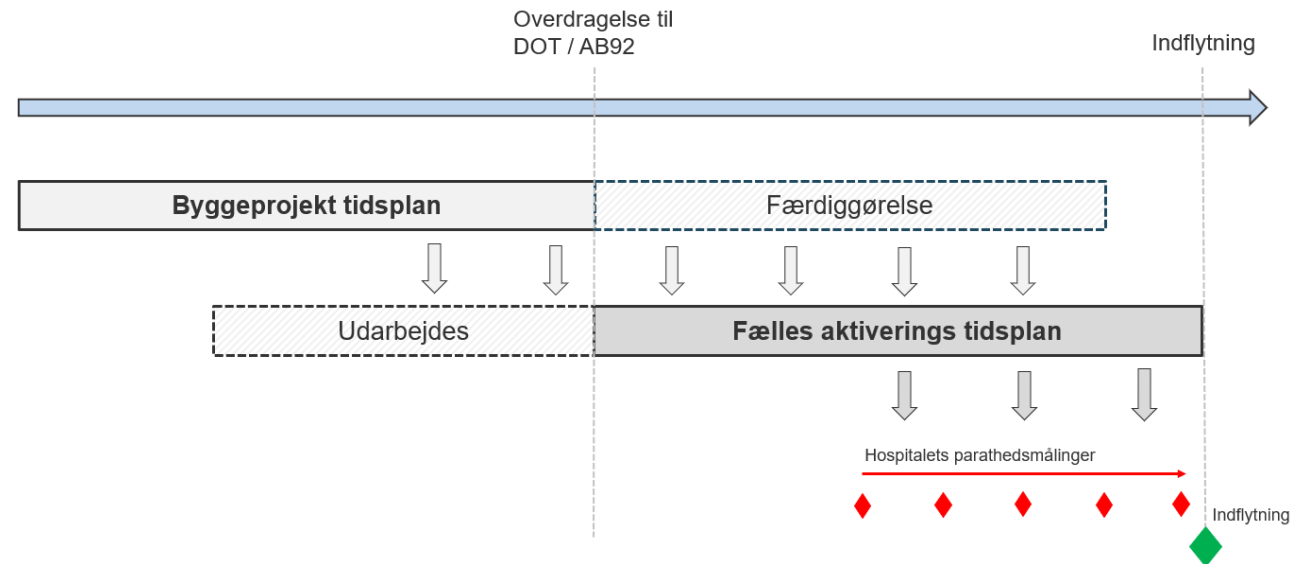 Overdragelse til
DOT / AB92
Indflytning
Byggeprojekt tidsplan
Færdiggørelse
Udarbejdes
Fælles aktiverings tidsplan
Hospitalets parathedsmålinger
Indflytning